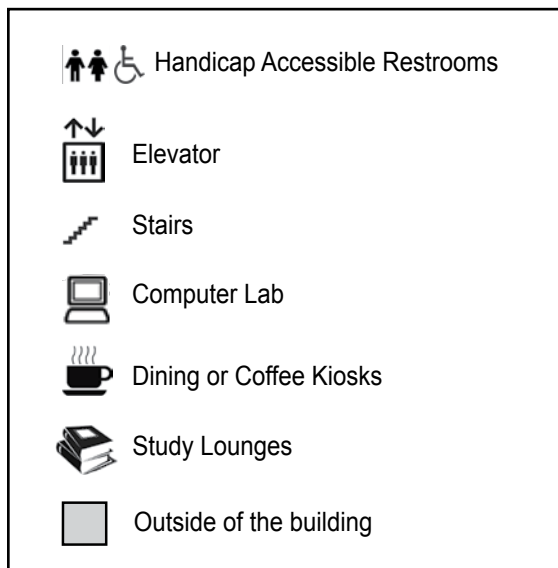 Handicap Accessible Restrooms
Elevator
Stairs
Computer Lab
Dining or Coffee Kiosks
Study Lounges
Outside of the building